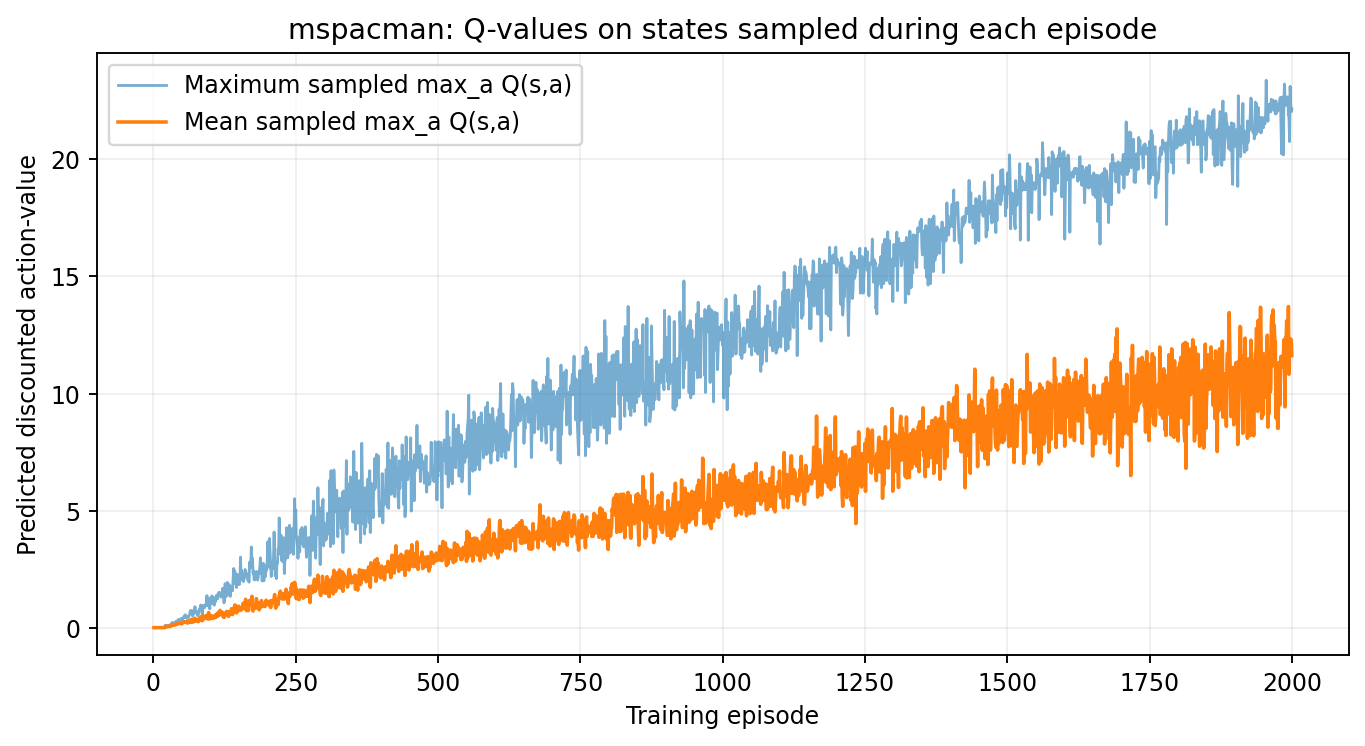 mspacman: Q-values on states sampled during each episode
Maximum sampled max_a Q(s,a)
Mean sampled max_a Q(s,a)
Predicted discounted action-value
20
15
10
5
0
0 250 500 750 1000 1250 1500 1750 2000
Training episode